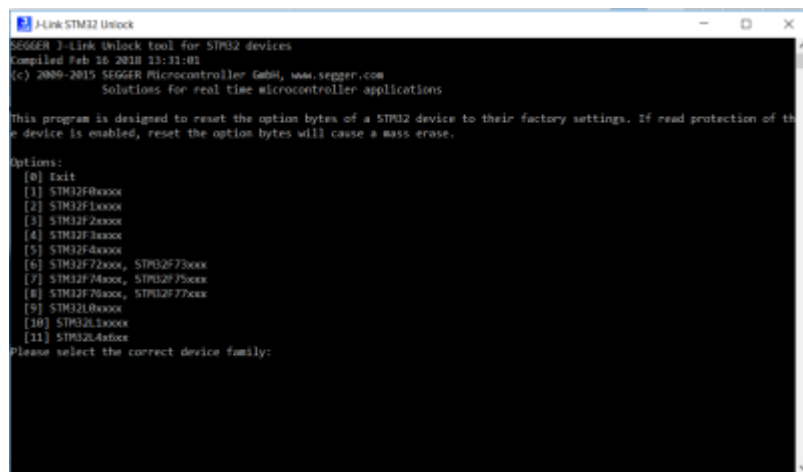 J-Link STM32 Unlock
SEGGER J-Link Unlock tool for STM32 devices
Compiled Feb 16 2018 13:31:01
(c) 2009-2015 SEGGER Microcontroller GmbH, www.segger.com
Solutions for real time microcontroller applications
This program is designed to reset the option bytes of a STM32 device to their factory settings. If read protection of th
e device is enabled, reset the option bytes will cause a mass erase.
Options:
[0] Exit
[1] STM32F0xxxx
[2] STM32F1xxxx
[3] STM32F2xxxx
[4] STM32F3xxxx
[5] STM32F4xxxx
[6] STM32F72xxx, STM32F73xxx
[7] STM32F74xxx, STM32F75xxx
[8] STM32F76xxx, STM32F77xxx
[9] STM32L0xxxx
[10] STM32L1xxxx
[11] STM32L4x6xx
Please select the correct device family: